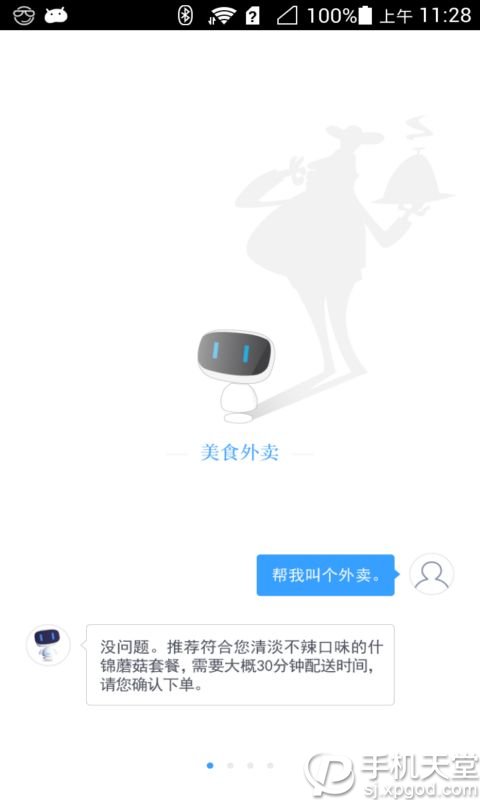 100% 上午 11:28
美食外卖
帮我叫个外卖。
没问题。推荐符合您清淡不辣口味的什
锦蘑菇套餐,需要大概30分钟配送时间,
请您确认下单。
手机天堂
sj.xpgod.com